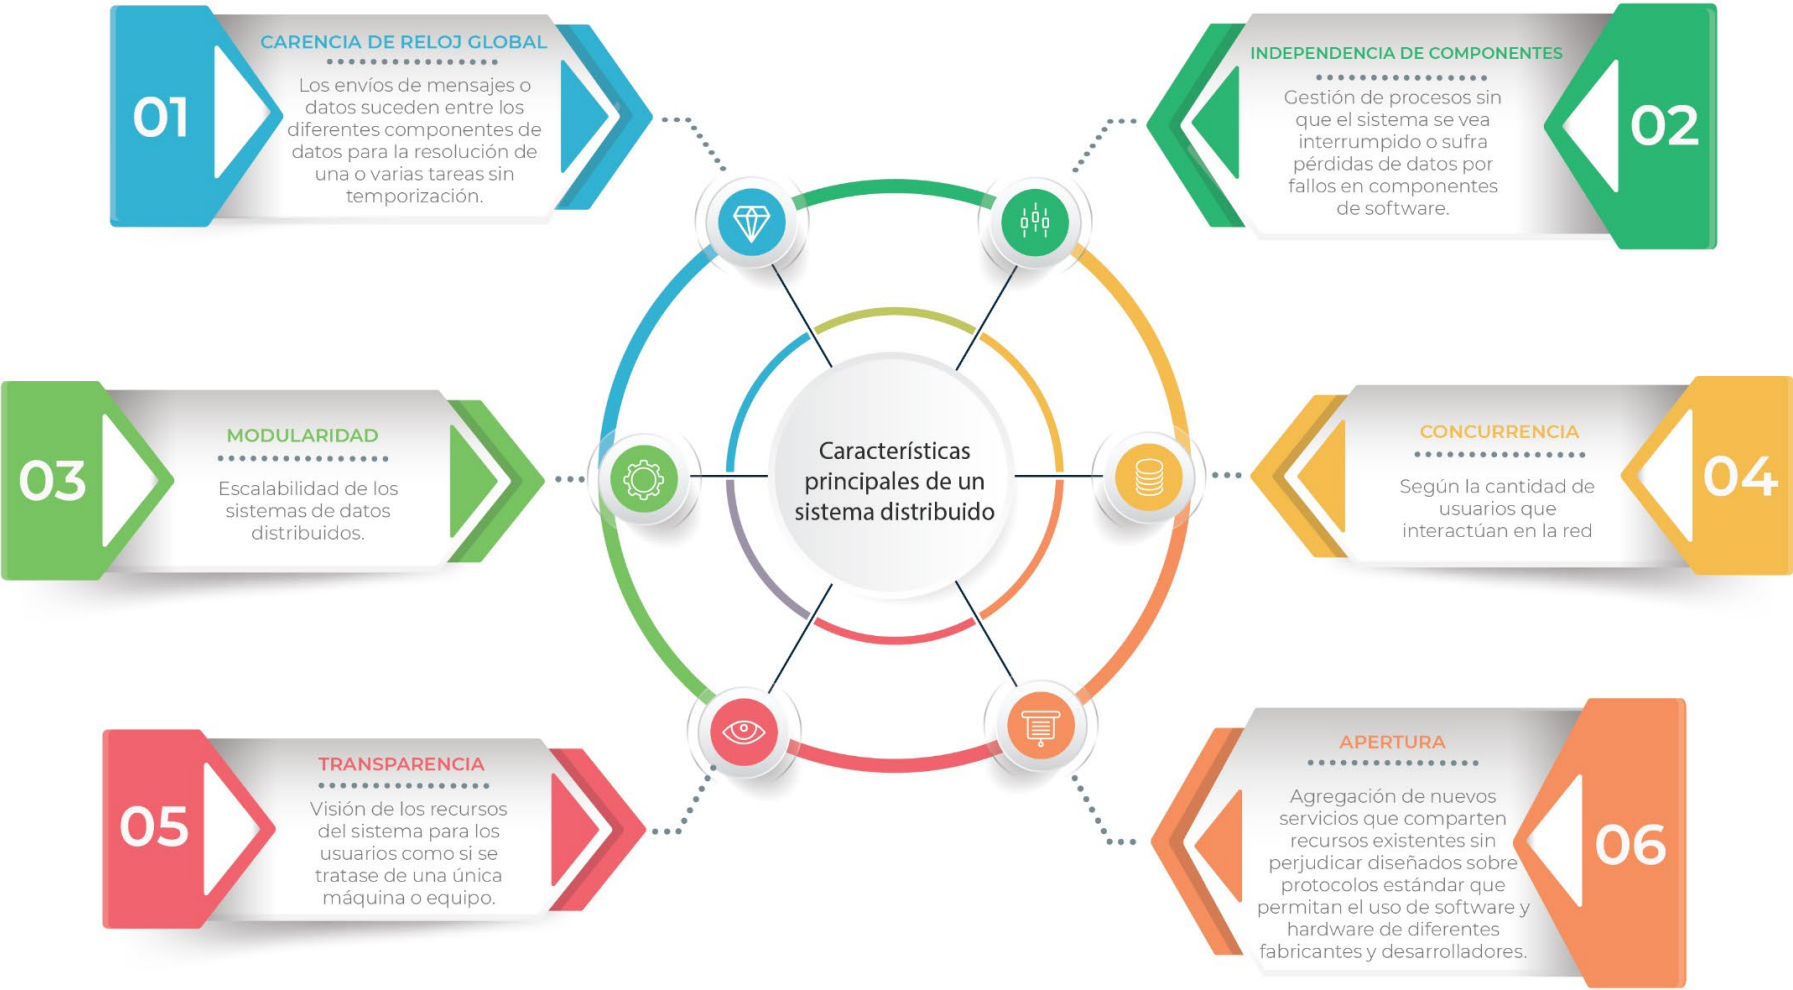 01
CARENCIA DE RELOJ GLOBAL
Los envíos de mensajes o
datos suceden entre los
diferentes componentes de
datos para la resolución de
una o varias tareas sin
temporización.
INDEPENDENCIA DE COMPONENTES
Gestión de procesos sin
que el sistema se vea
interrumpido o sufra
pérdidas de datos por
fallos en componentes
de software.
02
03
MODULARIDAD
Escalabilidad de los
sistemas de datos
distribuidos.
Características
principales de un
sistema distribuido
CONCURRENCIA
Según la cantidad de
usuarios que
interactúan en la red
04
05
TRANSPARENCIA
Visión de los recursos
del sistema para los
usuarios como si se
tratase de una única
máquina o equipo.
APERTURA
Agregación de nuevos
servicios que comparten
recursos existentes sin
perjudicar diseñados sobre
protocolos estándar que
permitan el uso de software y
hardware de diferentes
fabricantes y desarrolladores.
06